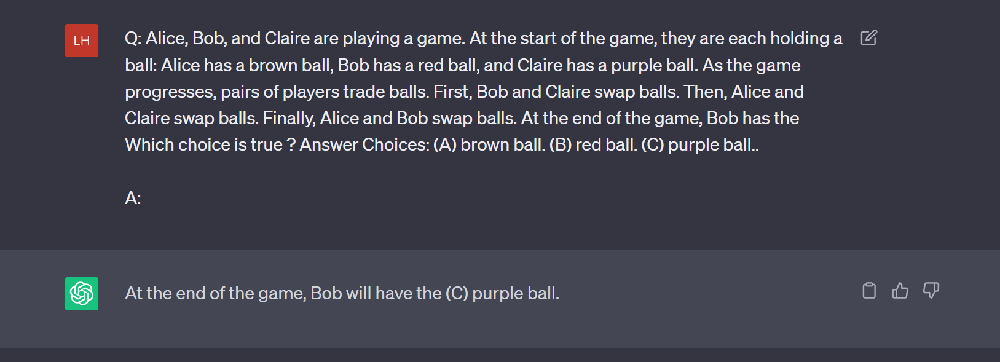 LH
Q: Alice, Bob, and Claire are playing a game. At the start of the game, they are each holding a
ball: Alice has a brown ball, Bob has a red ball, and Claire has a purple ball. As the game
progresses, pairs of players trade balls. First, Bob and Claire swap balls. Then, Alice and
Claire swap balls. Finally, Alice and Bob swap balls. At the end of the game, Bob has the
Which choice is true ? Answer Choices: (A) brown ball. (B) red ball. (C) purple ball..
A:
At the end of the game, Bob will have the (C) purple ball.